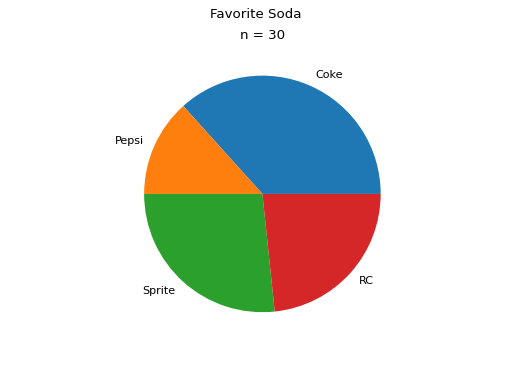 Favorite Soda
n = 30
Coke
Pepsi
Sprite
RC